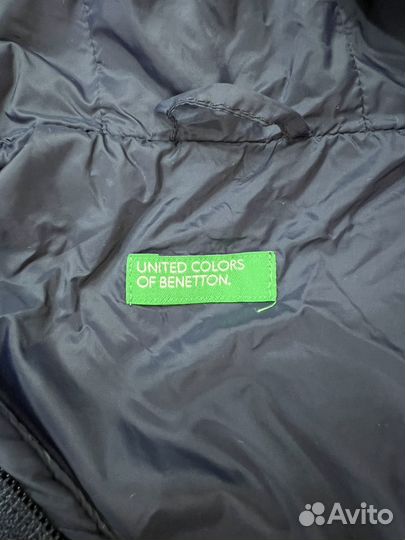 UNITED COLORS
OF BENETTON.
Avito